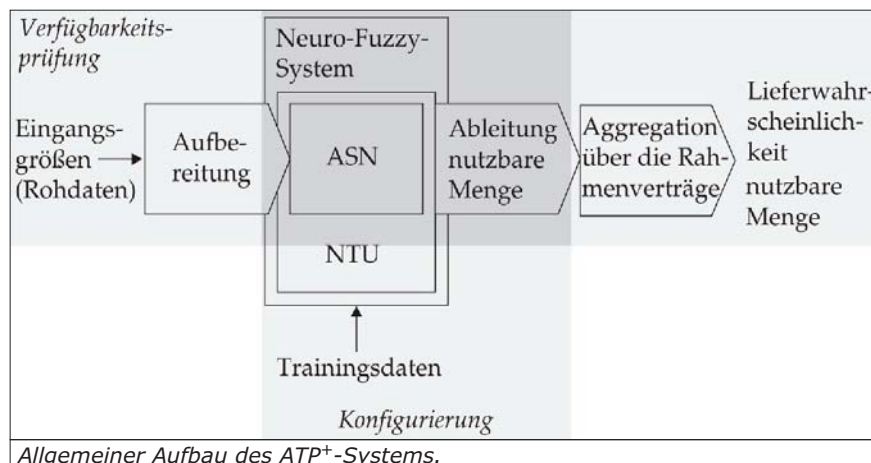 Verfügbarkeits-
prüfung
Neuro-Fuzzy-
System
Eingangs-
größen
(Rohdaten)
Aufbe-
reitung
ASN
NTU
Ableitung
nutzbare
Menge
Aggregation
über die Rah-
menverträge
Lieferwahr-
scheinlich-
keit
nutzbare
Menge
Trainingsdaten
Konfigurierung
Allgemeiner Aufbau des ATP⁺-Systems.